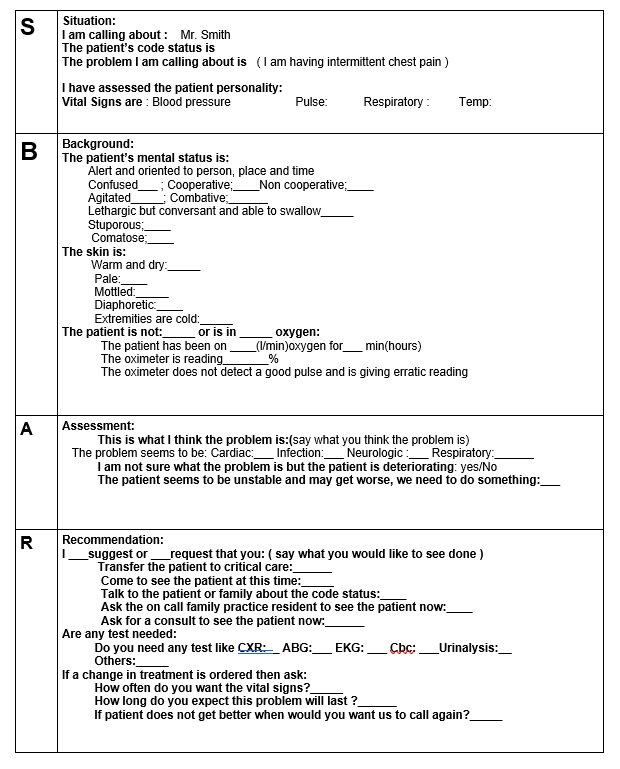 S
Situation:
I am calling about : Mr. Smith
The patient's code status is
The problem I am calling about is ( I am having intermittent chest pain )
I have assessed the patient personality:
Vital Signs are : Blood pressure Pulse: Respiratory : Temp:
B
Background:
The patient's mental status is:
Alert and oriented to person, place and time
Confused___ ; Cooperative;____Non cooperative;____
Agitated_____; Combative;______
Lethargic but conversant and able to swallow_____
Stuporous;____
Comatose;____
The skin is:
Warm and dry:_____
Pale:____
Mottled:_____
Diaphoretic:____
Extremities are cold:_____
The patient is not:_____ or is in _____ oxygen:
The patient has been on ____(l/min)oxygen for___ min(hours)
The oximeter is reading_______%
The oximeter does not detect a good pulse and is giving erratic reading
A
Assessment:
This is what I think the problem is:(say what you think the problem is)
The problem seems to be: Cardiac:___ Infection:___ Neurologic :___ Respiratory:______
I am not sure what the problem is but the patient is deteriorating: yes/No
The patient seems to be unstable and may get worse, we need to do something:___
R
Recommendation:
I ___suggest or ___request that you: ( say what you would like to see done )
Transfer the patient to critical care:______
Come to see the patient at this time:_____
Talk to the patient or family about the code status:____
Ask the on call family practice resident to see the patient now:____
Ask for a consult to see the patient now:______
Are any test needed:
Do you need any test like CXR:_ _ ABG:___ EKG: ___ Cbc: ___Urinalysis:__
Others:_____
If a change in treatment is ordered then ask:
How often do you want the vital signs?_____
How long do you expect this problem will last ?______
If patient does not get better when would you want us to call again?_____